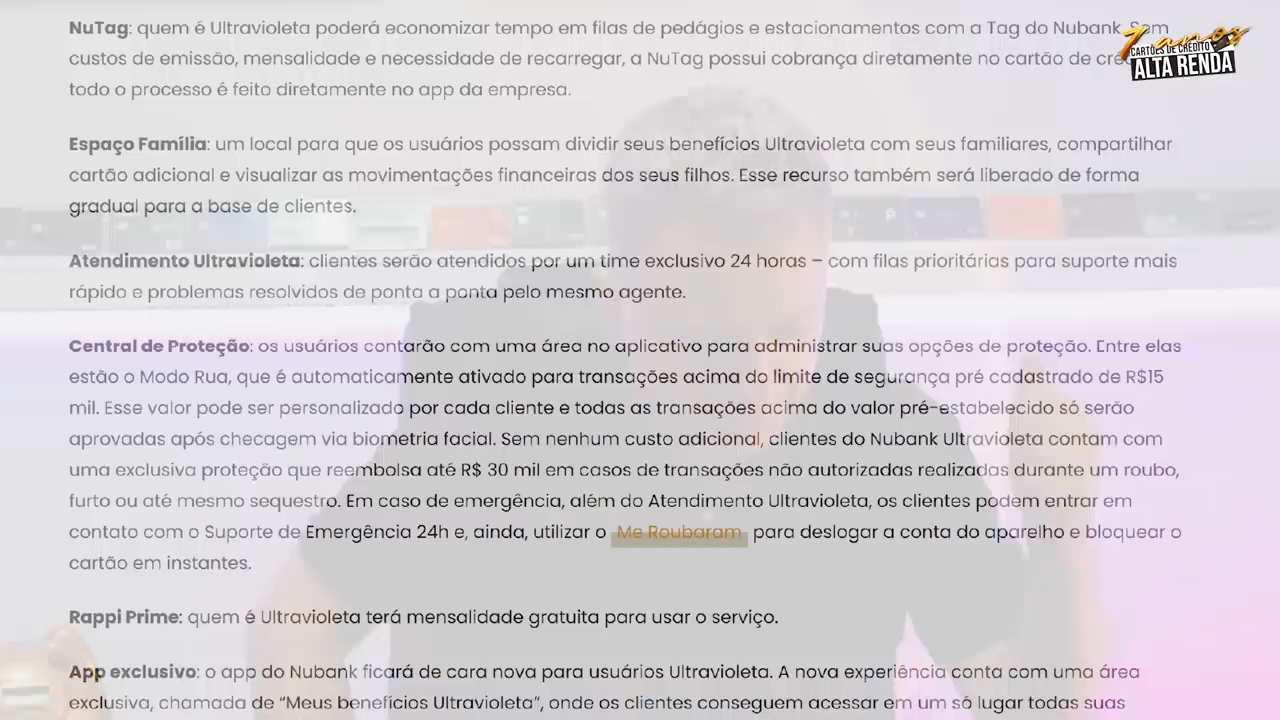 NuTag: quem é Ultravioleta poderá economizar tempo em filas de pedágios e estacionamentos com a Tag do Nubank. Sem
custos de emissão, mensalidade e necessidade de recarregar, a NuTag possui cobrança diretamente no cartão de
todo o processo é feito diretamente no app da empresa.
7 anos
CARTÕES DE CRÉDITO
ALTA RENDA
Espaço Família: um local para que os usuários possam dividir seus benefícios Ultravioleta com seus familiares, compartilhar
cartão adicional e visualizar as movimentações financeiras dos seus filhos. Esse recurso também será liberado de forma
gradual para a base de clientes.
Atendimento Ultravioleta: clientes serão atendidos por um time exclusivo 24 horas – com filas prioritárias para suporte mais
rápido e problemas resolvidos de ponta a ponta pelo mesmo agente.
Central de Proteção: os usuários contarão com uma área no aplicativo para administrar suas opções de proteção. Entre elas
estão o Modo Rua, que é automaticamente ativado para transações acima do limite de segurança pré cadastrado de R$15
mil. Esse valor pode ser personalizado por cada cliente e todas as transações acima do valor pré-estabelecido só serão
aprovadas após checagem via biometria facial. Sem nenhum custo adicional, clientes do Nubank Ultravioleta contam com
uma exclusiva proteção que reembolsa até R$ 30 mil em casos de transações não autorizadas realizadas durante um roubo,
furto ou até mesmo sequestro. Em caso de emergência, além do Atendimento Ultravioleta, os clientes podem entrar em
contato com o Suporte de Emergência 24h e, ainda, utilizar o Me Roubaram para deslogar a conta do aparelho e bloquear o
cartão em instantes.
Rappi Prime: quem é Ultravioleta terá mensalidade gratuita para usar o serviço.
App exclusivo: o app do Nubank ficará de cara nova para usuários Ultravioleta. A nova experiência conta com uma área
exclusiva, chamada de “Meus benefícios Ultravioleta”, onde os clientes conseguem acessar em um só lugar todas suas